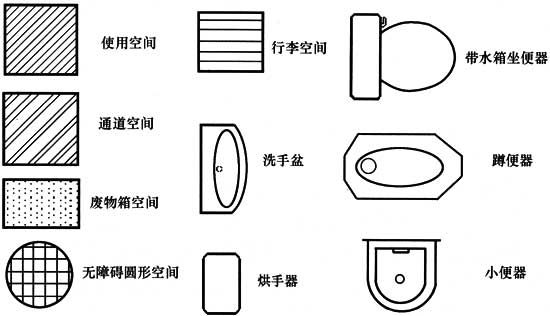 使用空间
行李空间
带水箱坐便器
通道空间
洗手盆
蹲便器
废物箱空间
无障碍圆形空间
烘手器
小便器